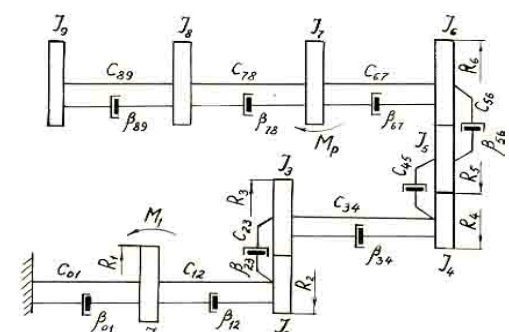 J₉ J₈ J₇ J₆
C₈₉ C₇₈ C₆₇ R₆ C₅₆
β₈₉ β₇₈ β₆₇ β₅₆
Mₚ J₅ R₅
J₃ C₄₅
R₃ C₂₃ C₃₄ R₄
M₁ β₃₄ J₄
R₁ β₂₃
C₀₁ C₁₂ R₂
β₀₁ β₁₂